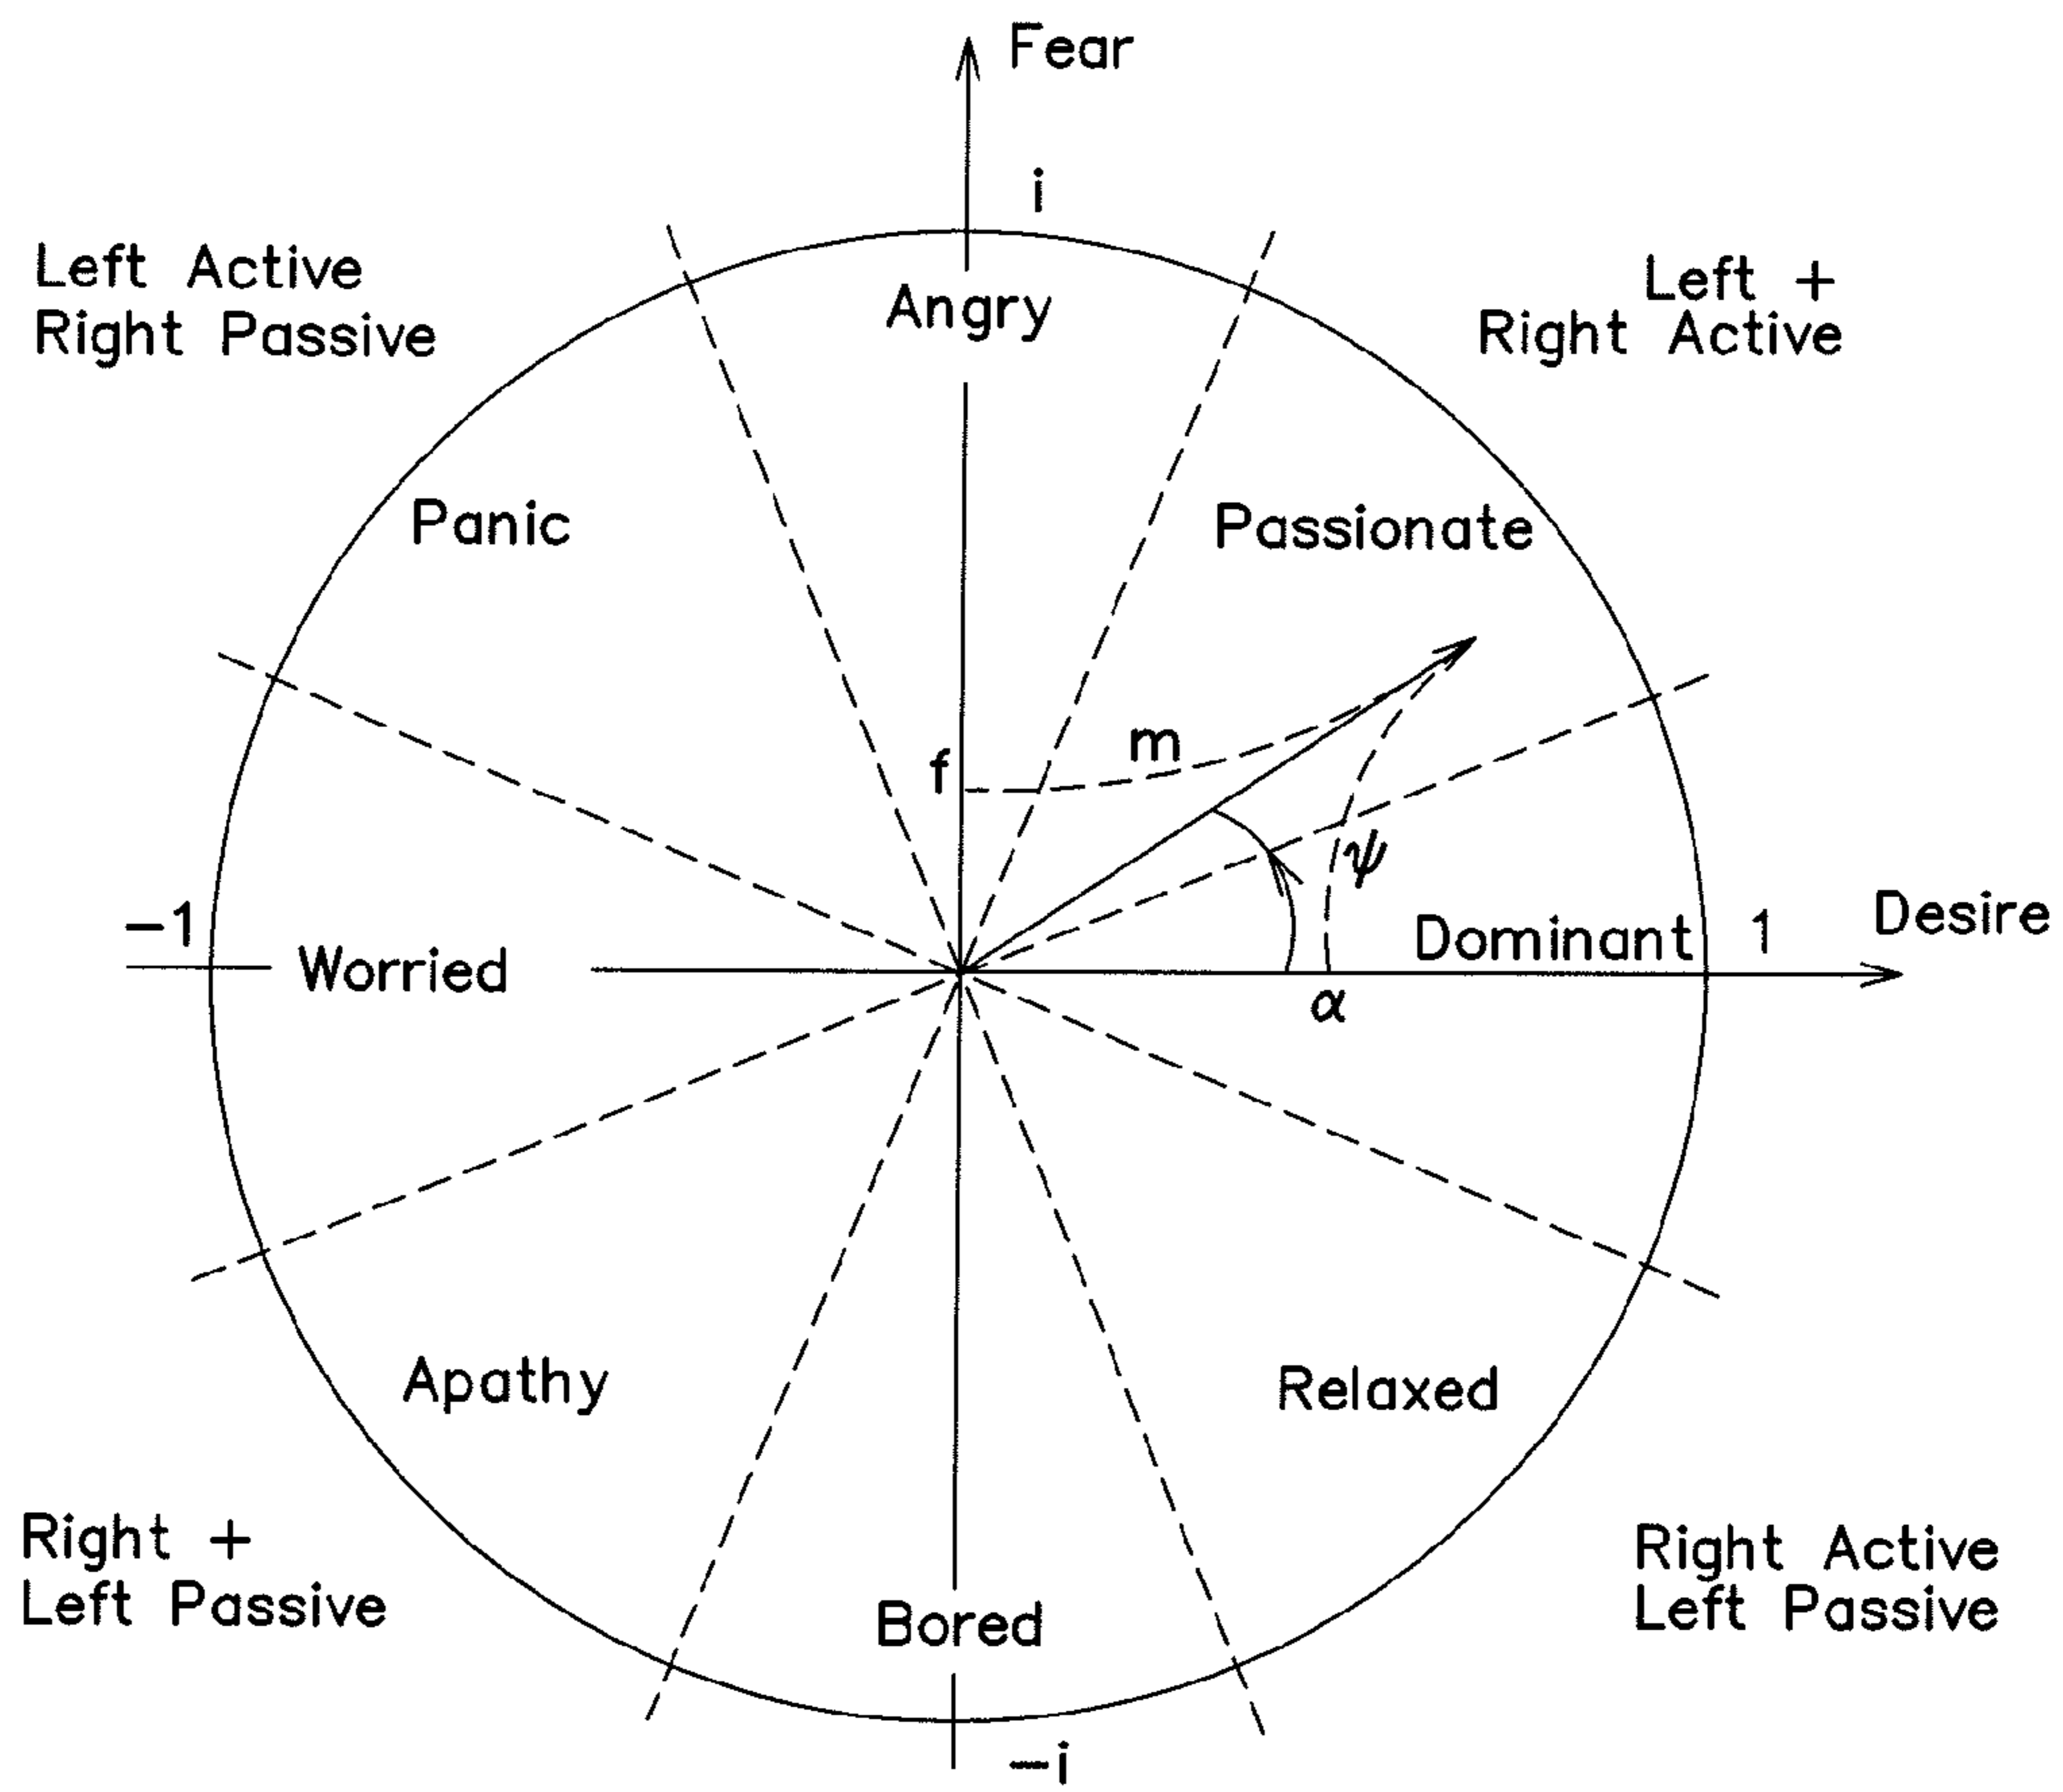 Fear
i
Left Active
Right Passive
Left +
Right Active
Angry
Panic
Passionate
m
f
ψ
-1
Worried
Dominant
1
Desire
α
Apathy
Relaxed
Right +
Left Passive
Right Active
Left Passive
Bored
-i